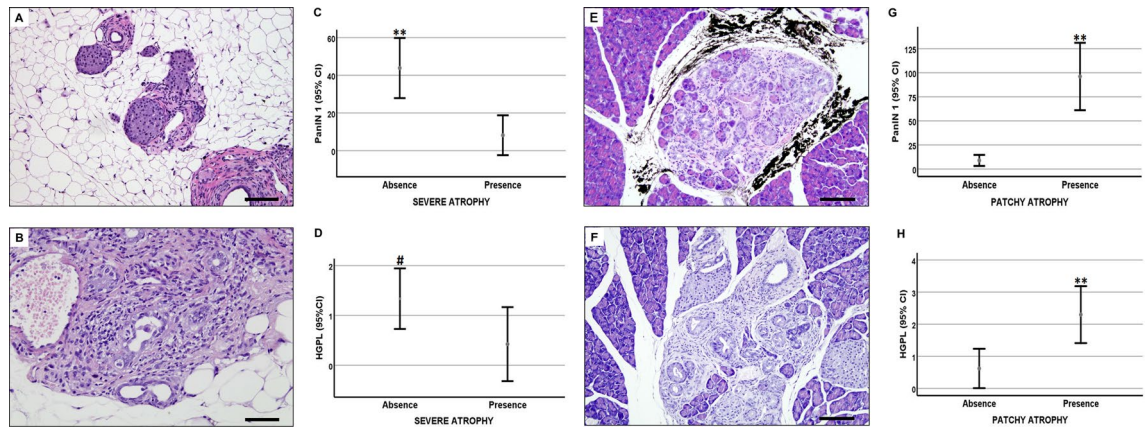 A
C
PanIN 1 (95% CI)
60
40
20
0
**
Absence
Presence
SEVERE ATROPHY
E
G
PanIN 1 (95% CI)
125
100
75
50
25
0
**
Absence
Presence
PATCHY ATROPHY
B
D
HGPL (95%CI)
2
1
0
#
Absence
Presence
SEVERE ATROPHY
F
H
HGPL (95% CI)
4
3
2
1
0
**
Absence
Presence
PATCHY ATROPHY